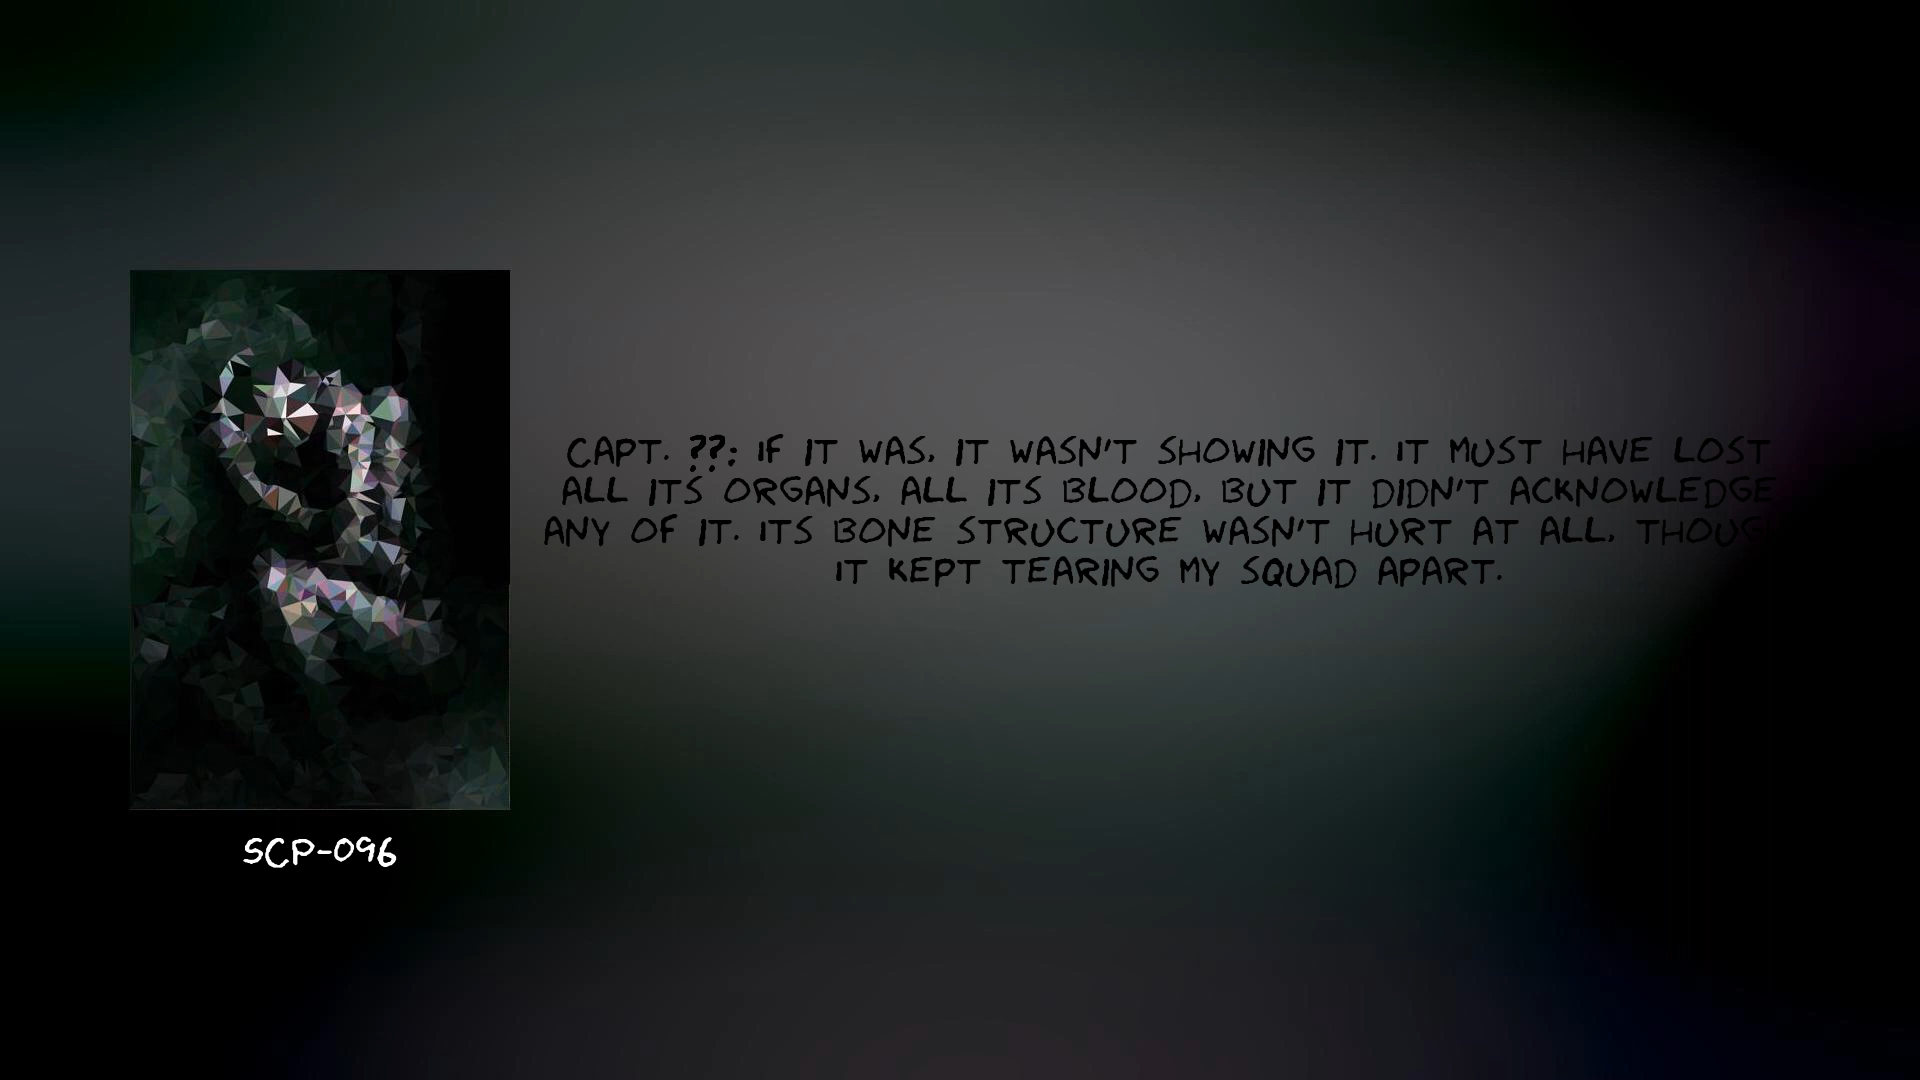 CAPT. ??: IF IT WAS, IT WASN'T SHOWING IT. IT MUST HAVE LOST
ALL ITS ORGANS, ALL ITS BLOOD, BUT IT DIDN'T ACKNOWLEDGE
ANY OF IT. ITS BONE STRUCTURE WASN'T HURT AT ALL,
IT KEPT TEARING MY SQUAD APART.
SCP-096